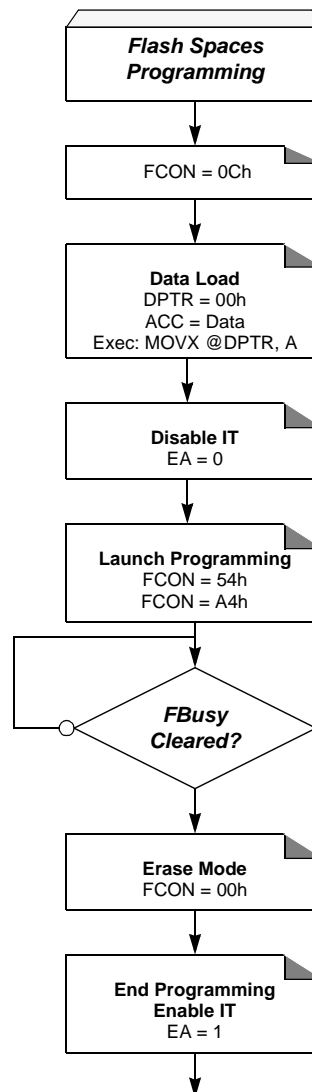 Flash Spaces
Programming
FCON = 0Ch
Data Load
DPTR = 00h
ACC = Data
Exec: MOVX @DPTR, A
Disable IT
EA = 0
Launch Programming
FCON = 54h
FCON = A4h
FBusy
Cleared?
Erase Mode
FCON = 00h
End Programming
Enable IT
EA = 1